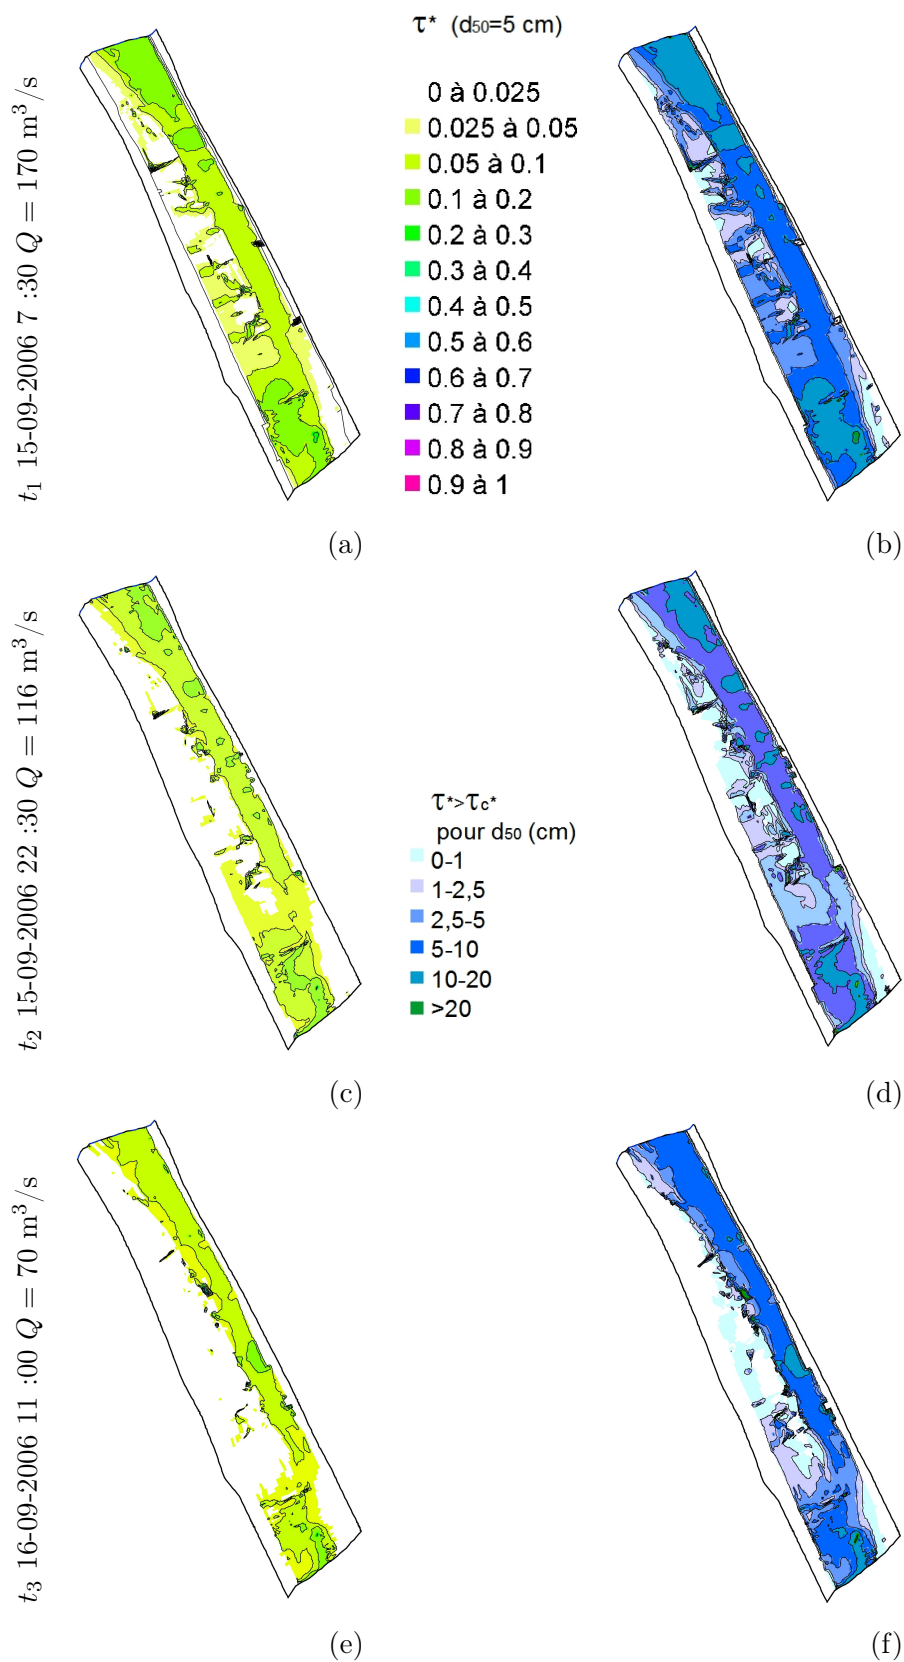 τ* (d50=5 cm)
0 à 0.025
0.025 à 0.05
0.05 à 0.1
0.1 à 0.2
0.2 à 0.3
0.3 à 0.4
0.4 à 0.5
0.5 à 0.6
0.6 à 0.7
0.7 à 0.8
0.8 à 0.9
0.9 à 1
t1 15-09-2006 7 :30 Q = 170 m³/s
(a)
(b)
t2 15-09-2006 22 :30 Q = 116 m³/s
τ*>τc*
pour d50 (cm)
0-1
1-2,5
2,5-5
5-10
10-20
>20
(c)
(d)
t3 16-09-2006 11 :00 Q = 70 m³/s
(e)
(f)